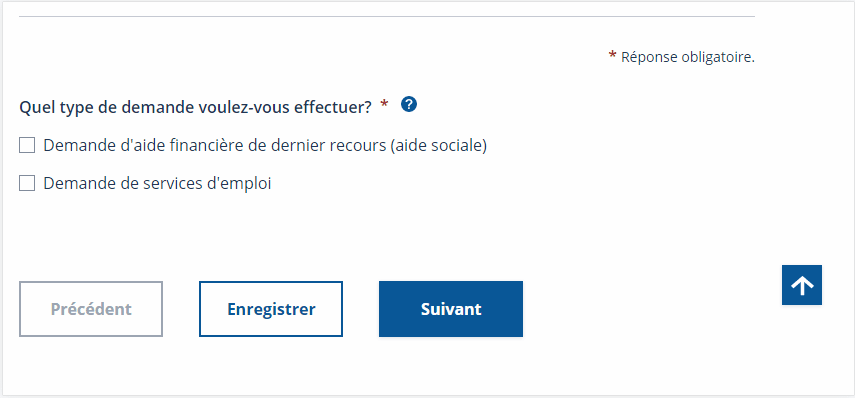 * Réponse obligatoire.
Quel type de demande voulez-vous effectuer? * ?
Demande d'aide financière de dernier recours (aide sociale)
Demande de services d'emploi
Précédent Enregistrer Suivant